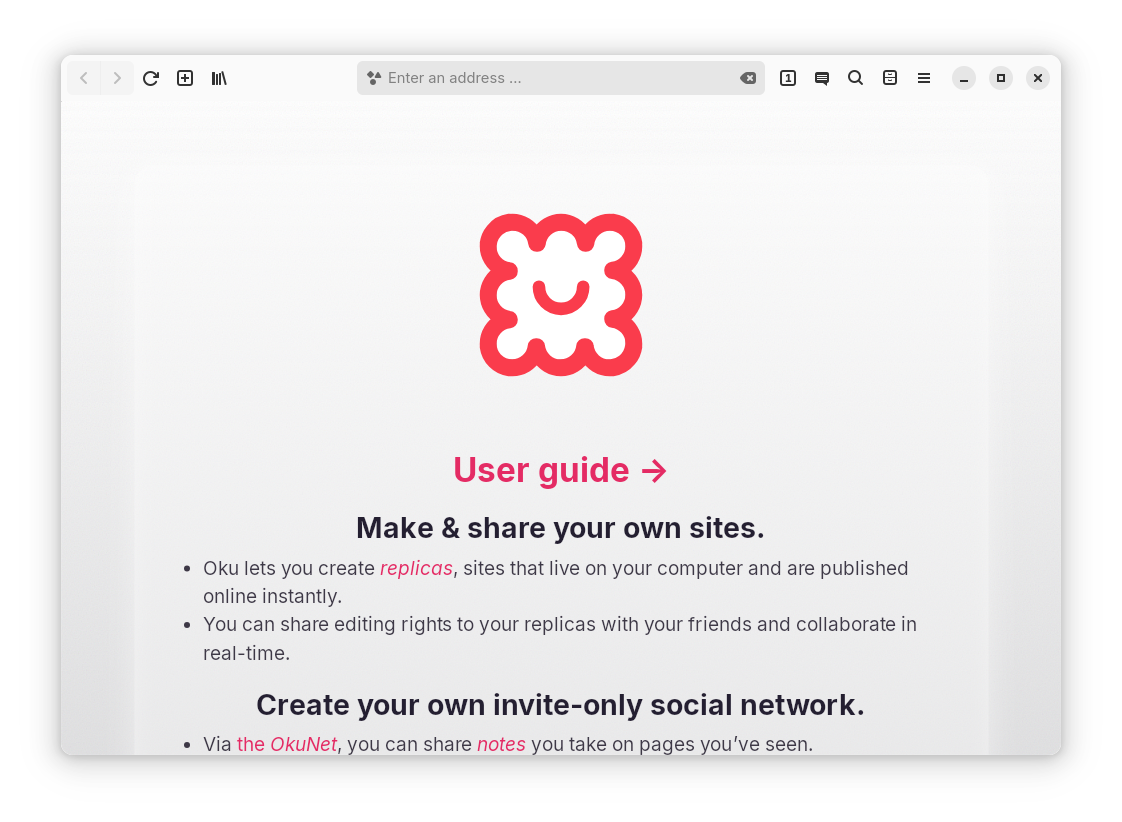 Enter an address ...
1
User guide →
Make & share your own sites.
• Oku lets you create replicas, sites that live on your computer and are published
online instantly.
• You can share editing rights to your replicas with your friends and collaborate in
real-time.
Create your own invite-only social network.
• Via the OkuNet, you can share notes you take on pages you’ve seen.